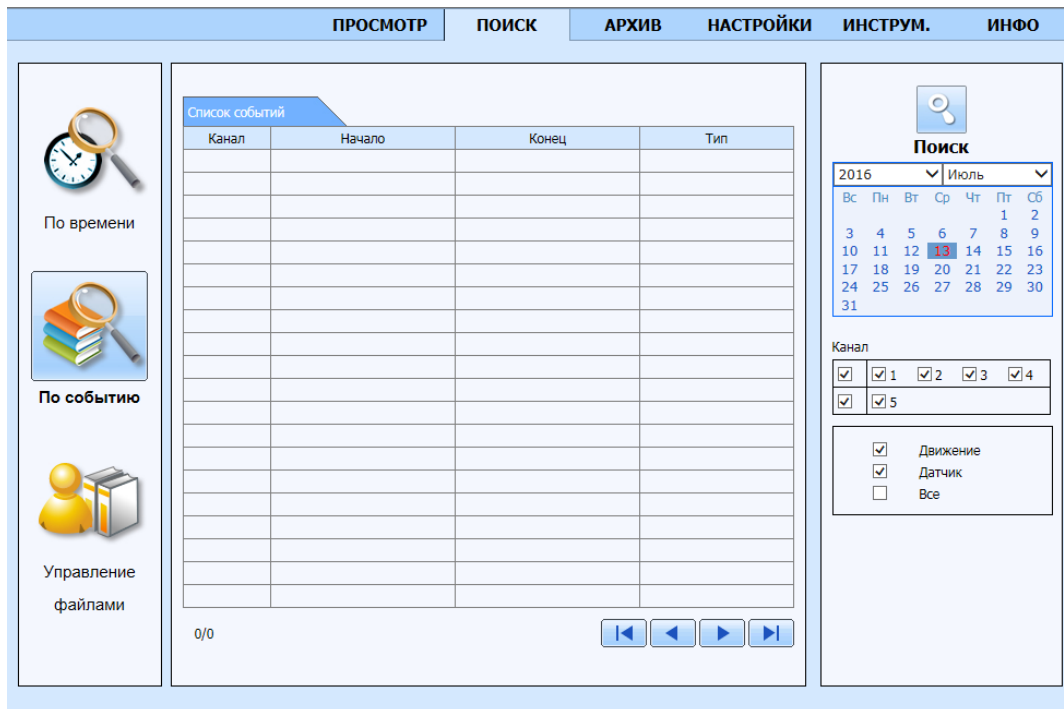 ПРОСМОТР ПОИСК АРХИВ НАСТРОЙКИ ИНСТРУМ. ИНФО
По времени
По событию
Управление
файлами
Список событий
Канал Начало Конец Тип
0/0
Поиск
2016 Июль
Вс Пн Вт Ср Чт Пт Сб
1 2
3 4 5 6 7 8 9
10 11 12 13 14 15 16
17 18 19 20 21 22 23
24 25 26 27 28 29 30
31
Канал
1 2 3 4
5
Движение
Датчик
Все